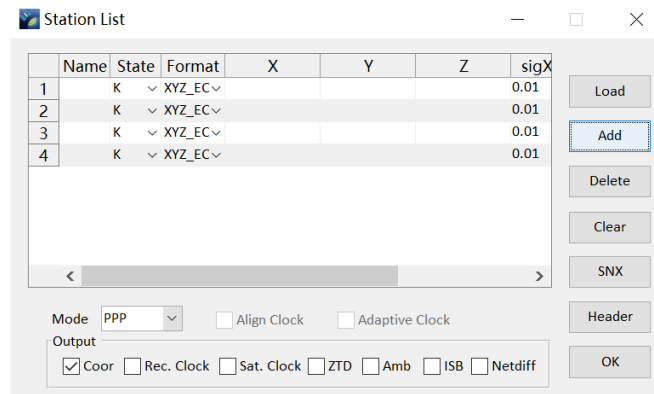 Station List
Name State Format X Y Z sigX
1 K XYZ_EC 0.01
2 K XYZ_EC 0.01
3 K XYZ_EC 0.01
4 K XYZ_EC 0.01
Load
Add
Delete
Clear
SNX
Header
OK
Mode PPP Align Clock Adaptive Clock
Output
Coor Rec. Clock Sat. Clock ZTD Amb ISB Netdiff